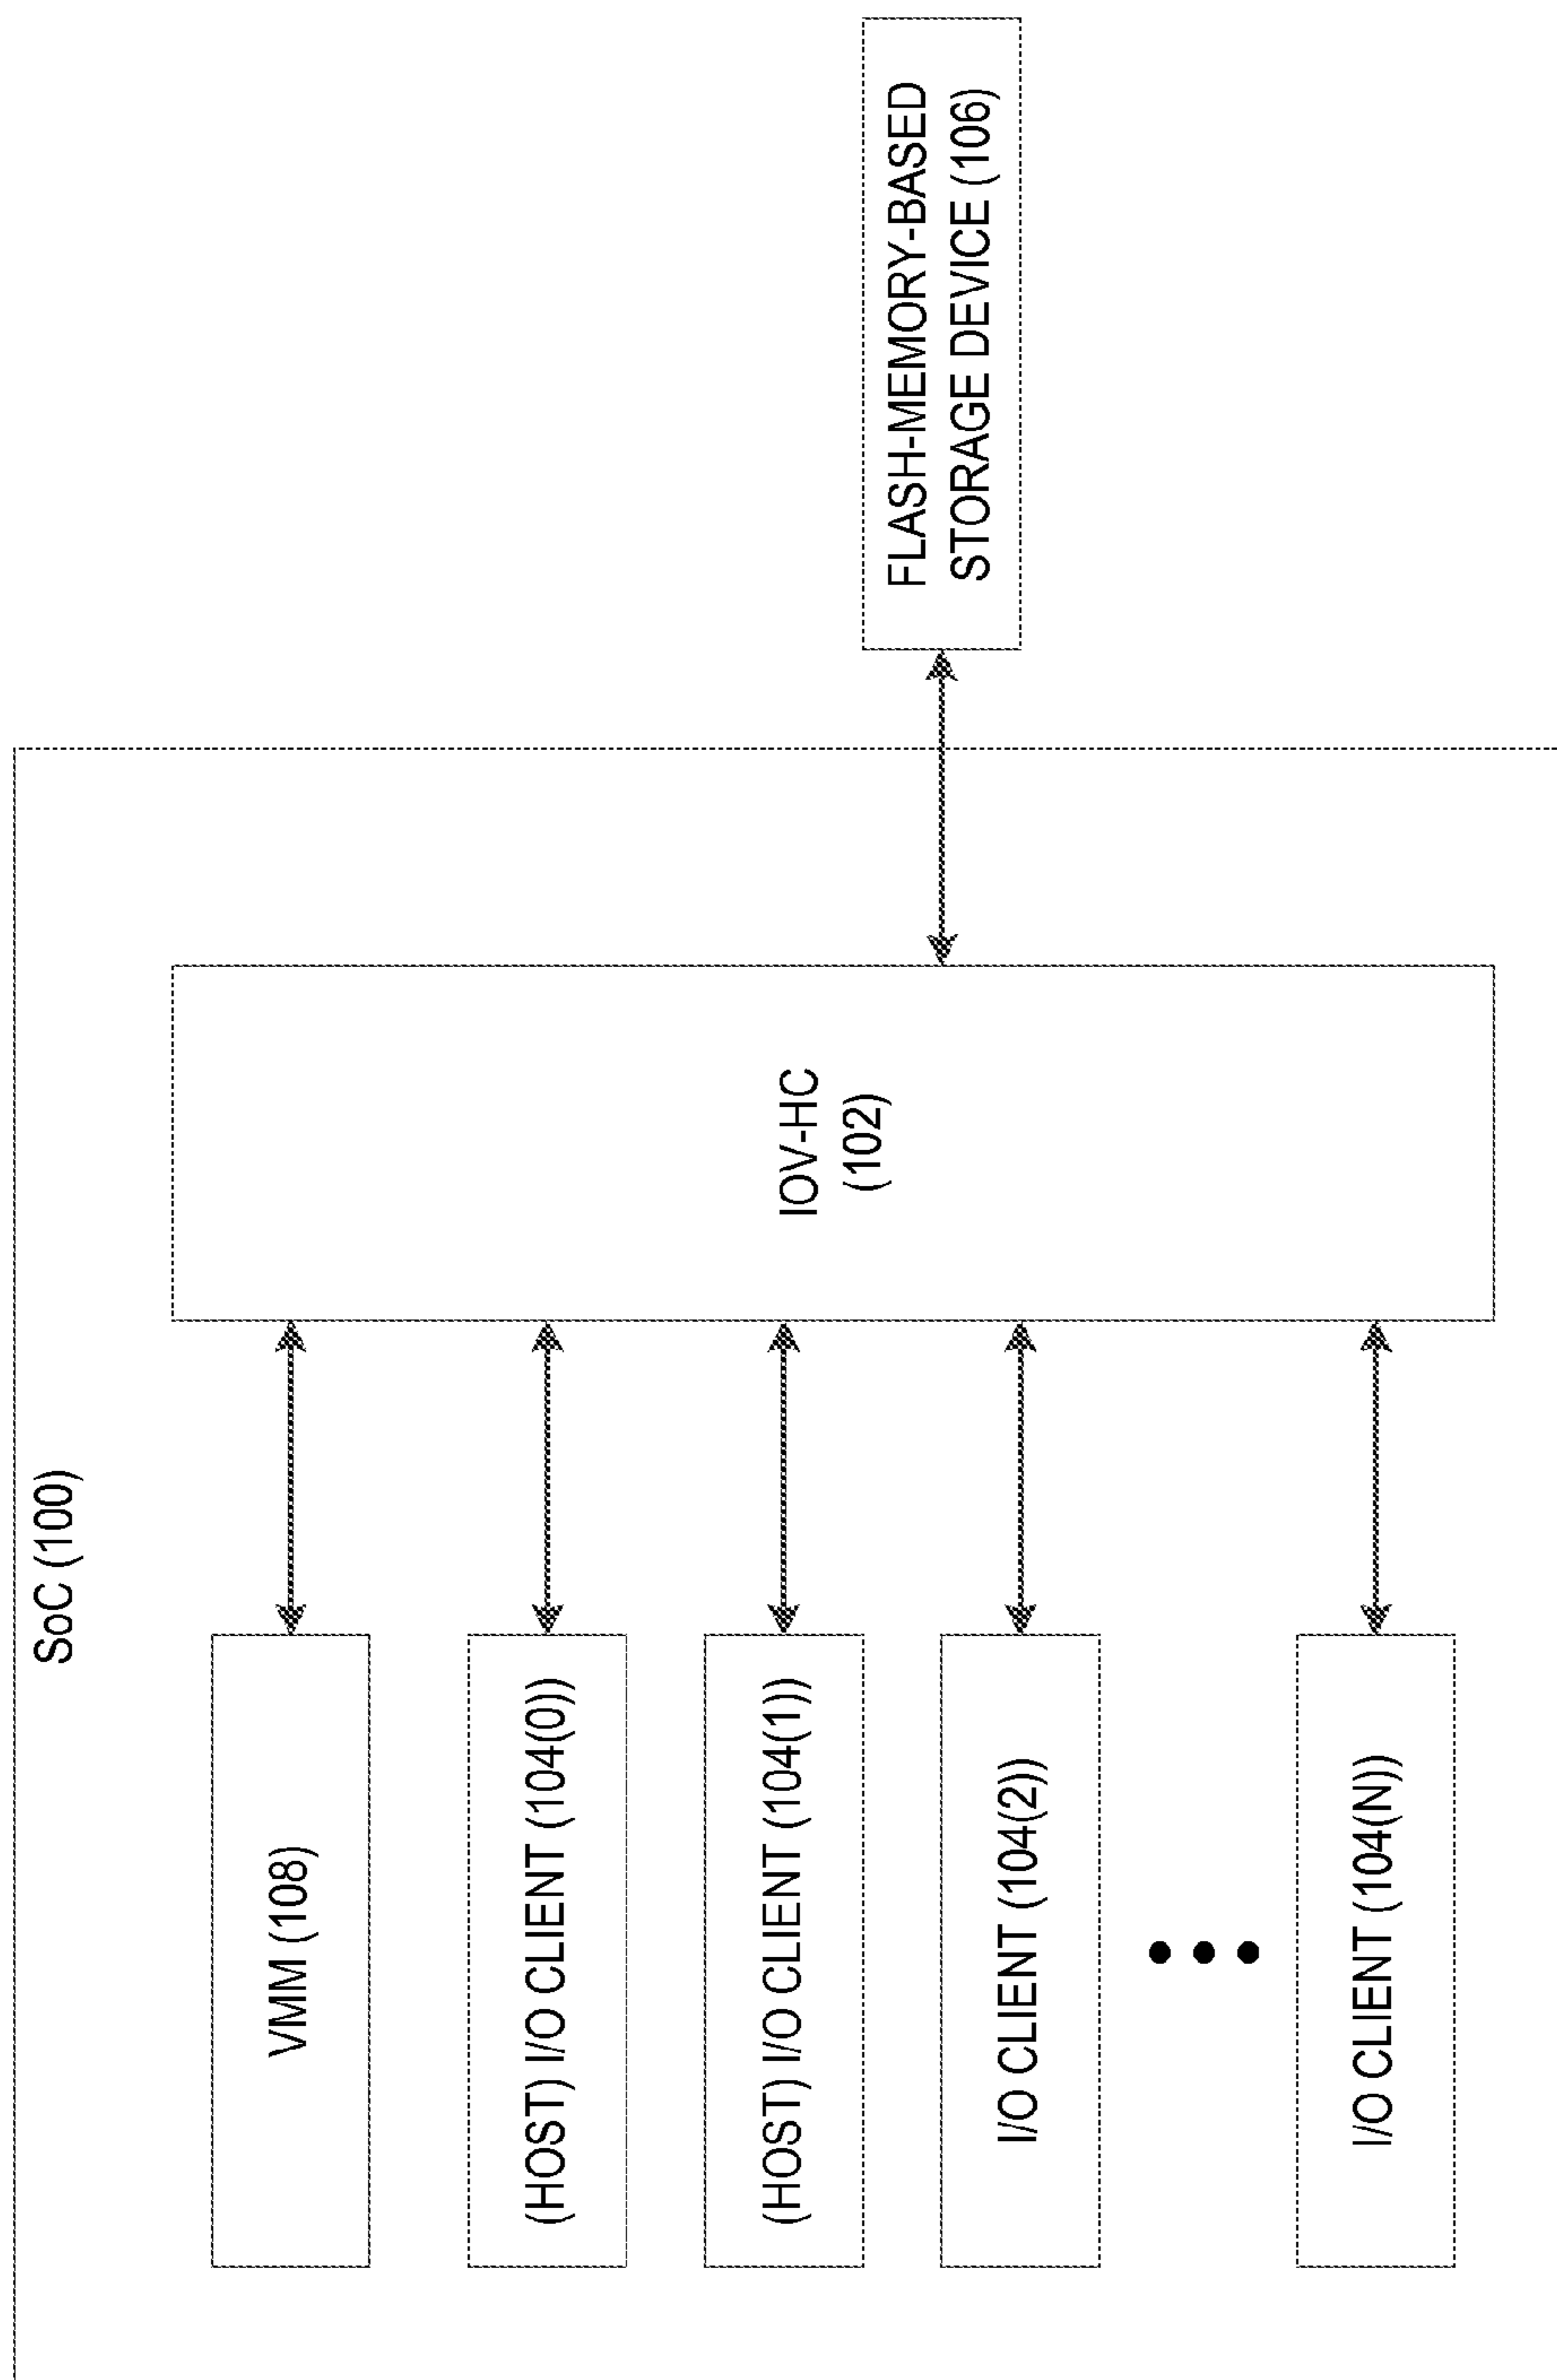 SoC (100)
VMM (108)
(HOST) I/O CLIENT (104(0))
(HOST) I/O CLIENT (104(1))
I/O CLIENT (104(2))
I/O CLIENT (104(N))
IOV-HC
(102)
FLASH-MEMORY-BASED
STORAGE DEVICE (106)